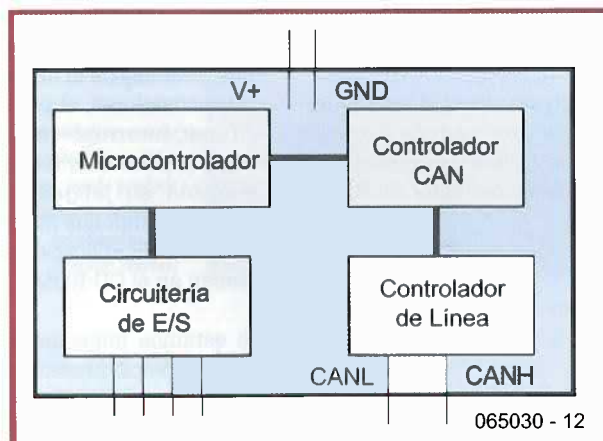 V+ GND
Microcontrolador
Controlador
CAN
Circuitería
de E/S
Controlador
de Línea
CANL CANH
065030 - 12